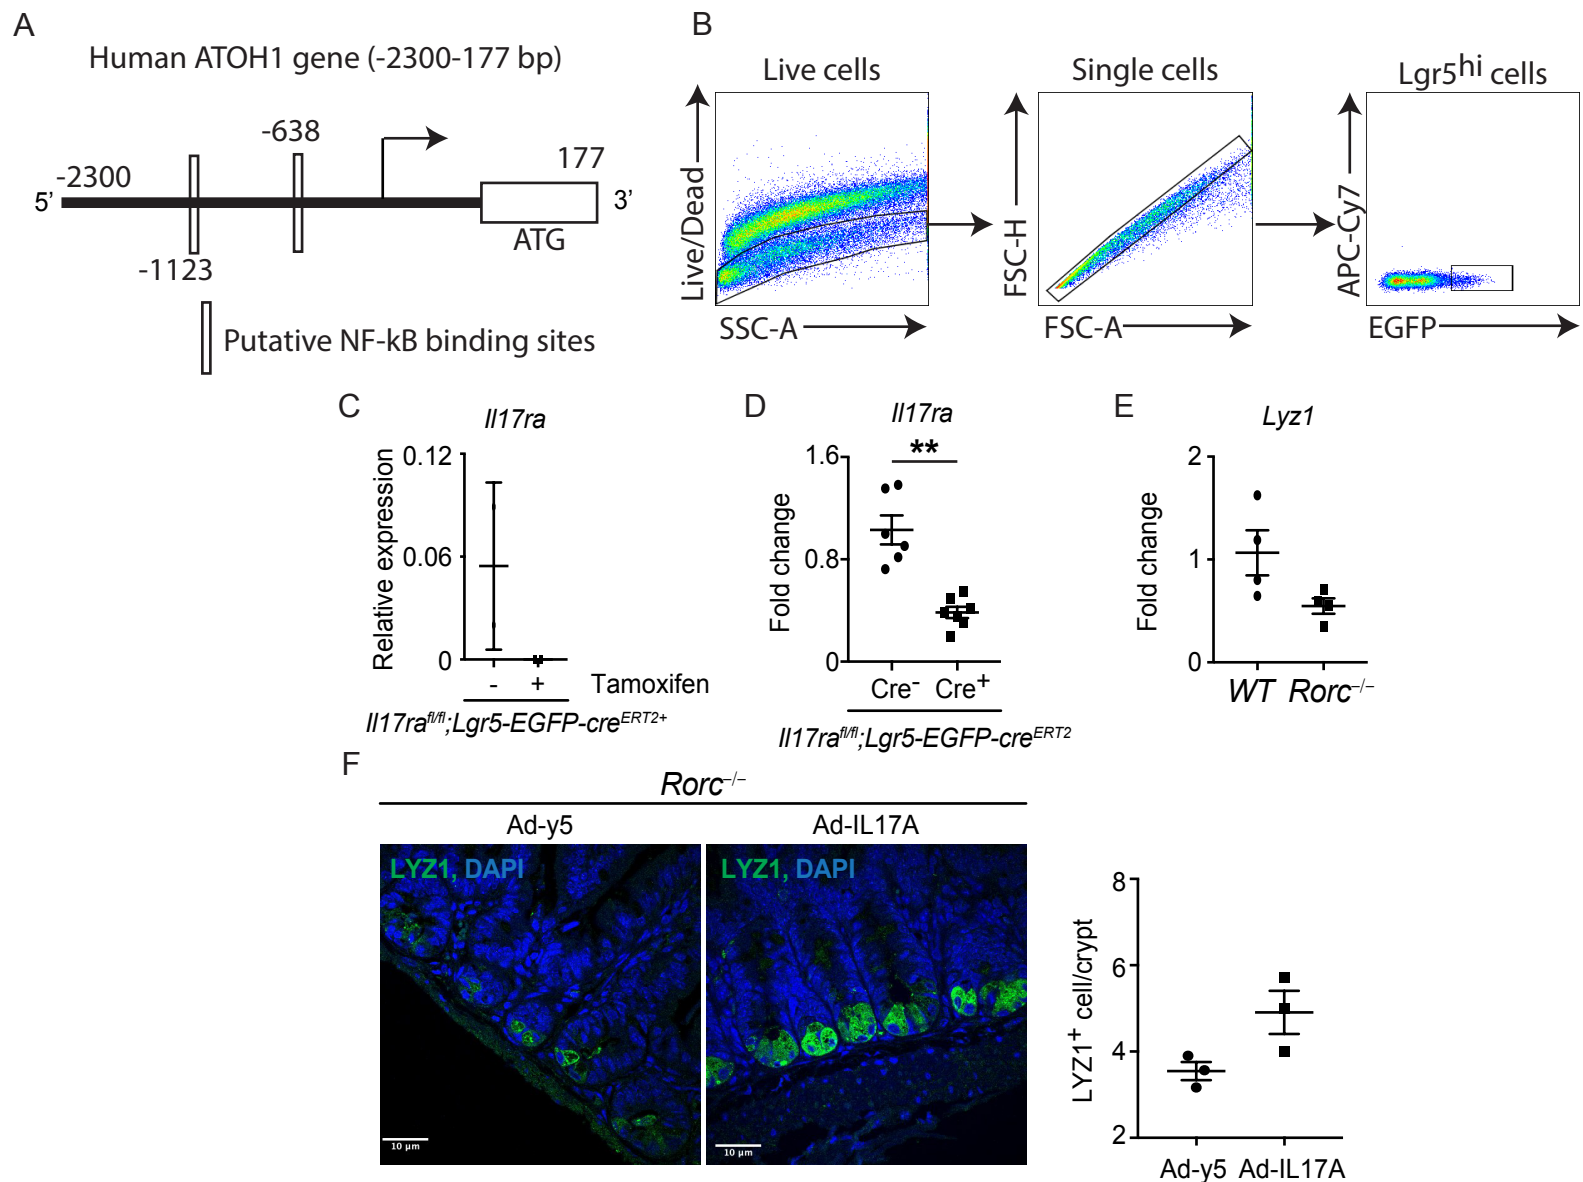 A
Human ATOH1 gene (-2300-177 bp)
-638
177
-2300
5'
3'
ATG
-1123
Putative NF-kB binding sites
B
Live cells
Single cells
Lgr5hi cells
Live/Dead
SSC-A
FSC-H
FSC-A
APC-Cy7
EGFP
C
Il17ra
Relative expression
0.12
0.06
0
- + Tamoxifen
Il17rafl/fl;Lgr5-EGFP-creERT2+
D
Il17ra
**
Fold change
1.6
0.8
0
Cre- Cre+
Il17rafl/fl;Lgr5-EGFP-creERT2
E
Lyz1
Fold change
2
1
0
WT Rorc–/–
F
Rorc–/–
Ad-y5 Ad-IL17A
LYZ1, DAPI
10 μm
LYZ1, DAPI
10 μm
LYZ1+ cell/crypt
8
6
4
2
Ad-y5 Ad-IL17A